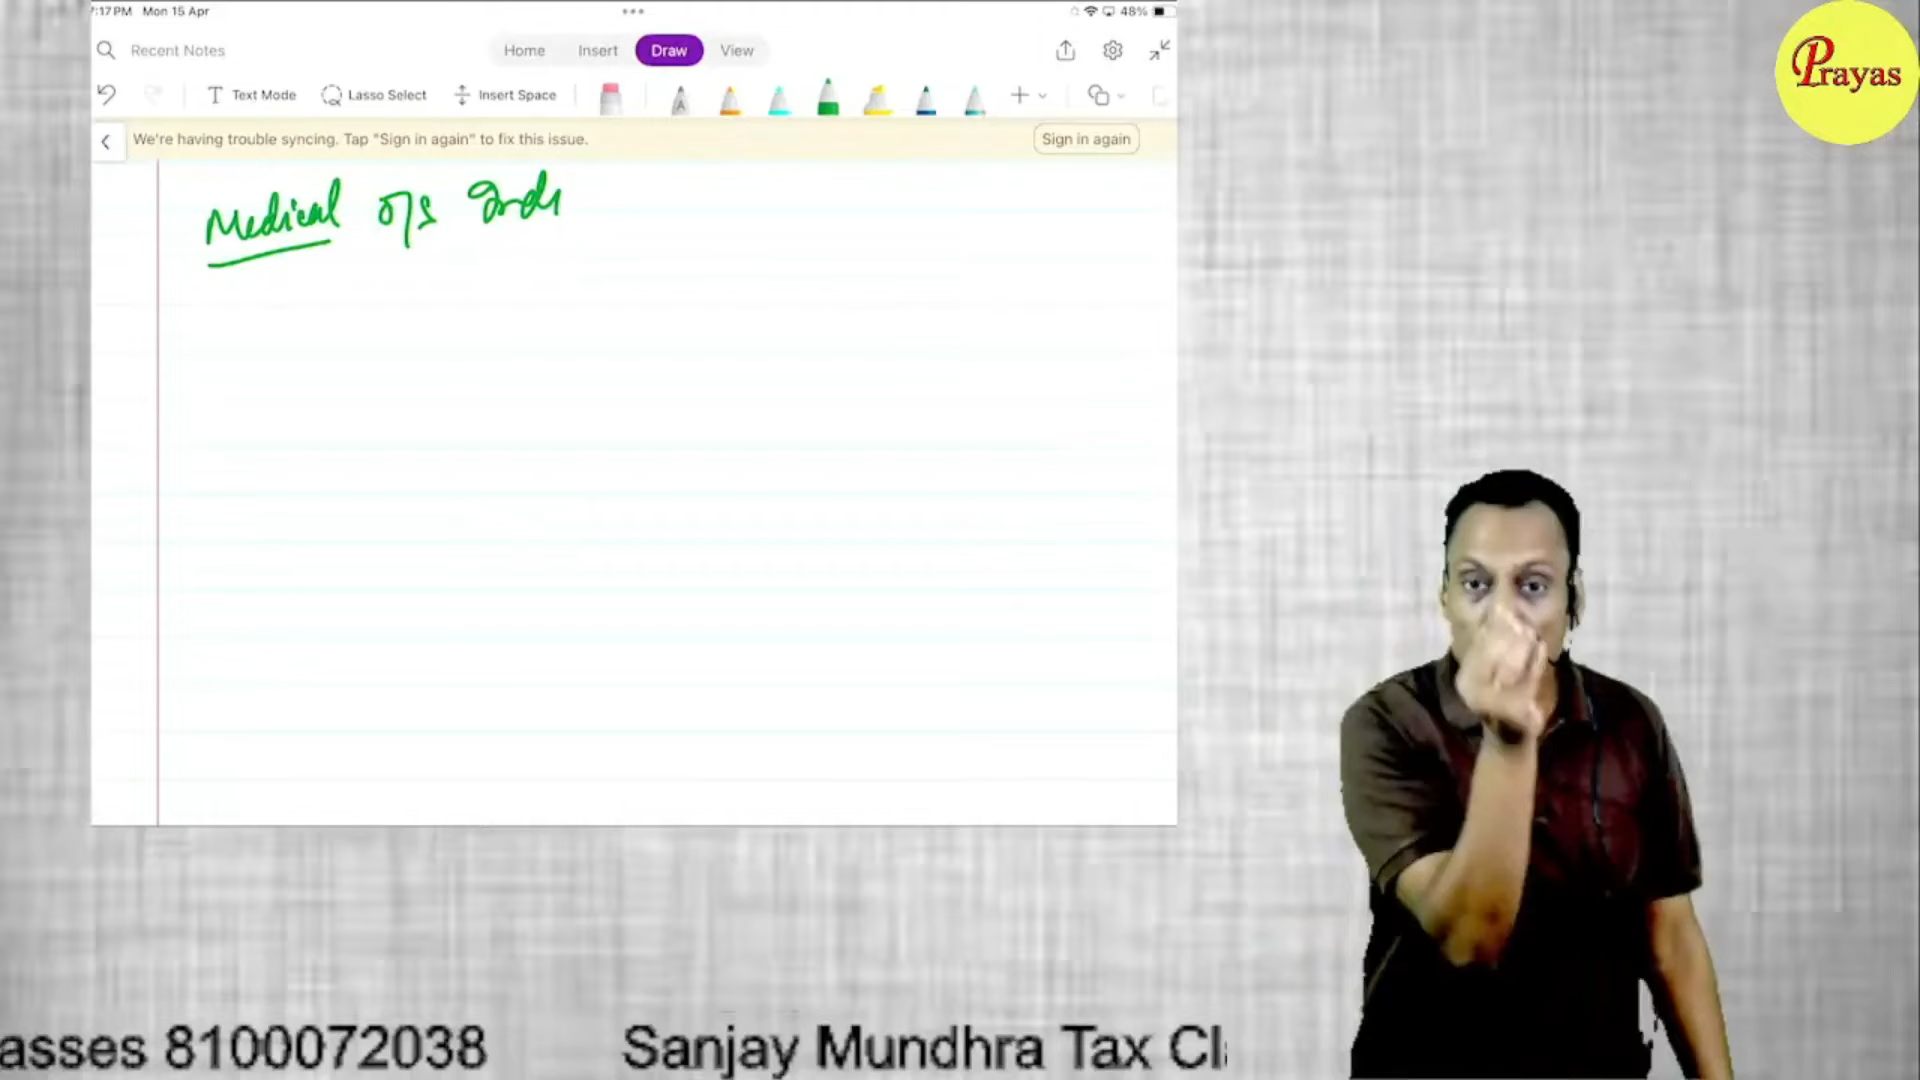 7:17 PM Mon 15 Apr
48%
Recent Notes
Home Insert Draw View
Text Mode Lasso Select Insert Space
We're having trouble syncing. Tap "Sign in again" to fix this issue.
Sign in again
Medical o/s India
Prayas
asses 8100072038 Sanjay Mundhra Tax Cl